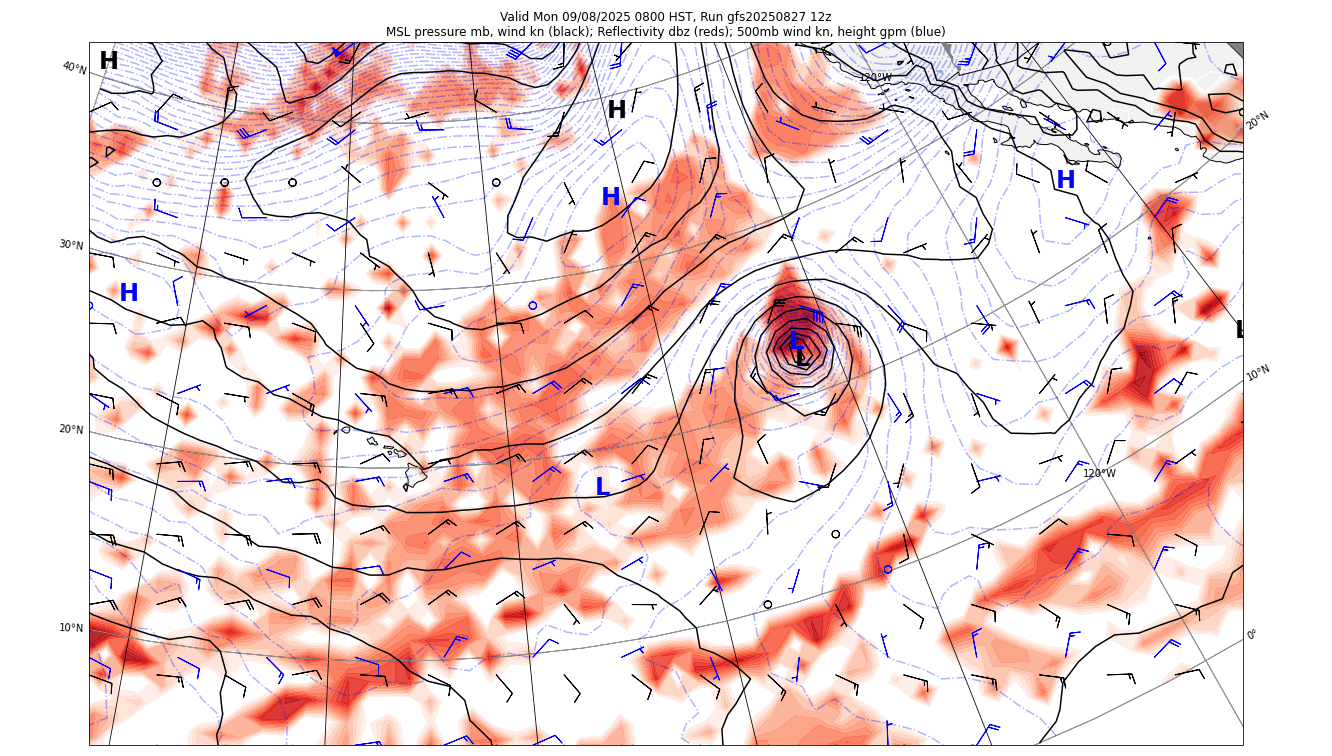 Valid Mon 09/08/2025 0800 HST, Run gfs20250827 12z
MSL pressure mb, wind kn (black); Reflectivity dbz (reds); 500mb wind kn, height gpm (blue)
H
40°N
120°W
H
20°N
H
H
30°N
H
L
L
L
10°N
20°N
120°W
L
10°N
0°